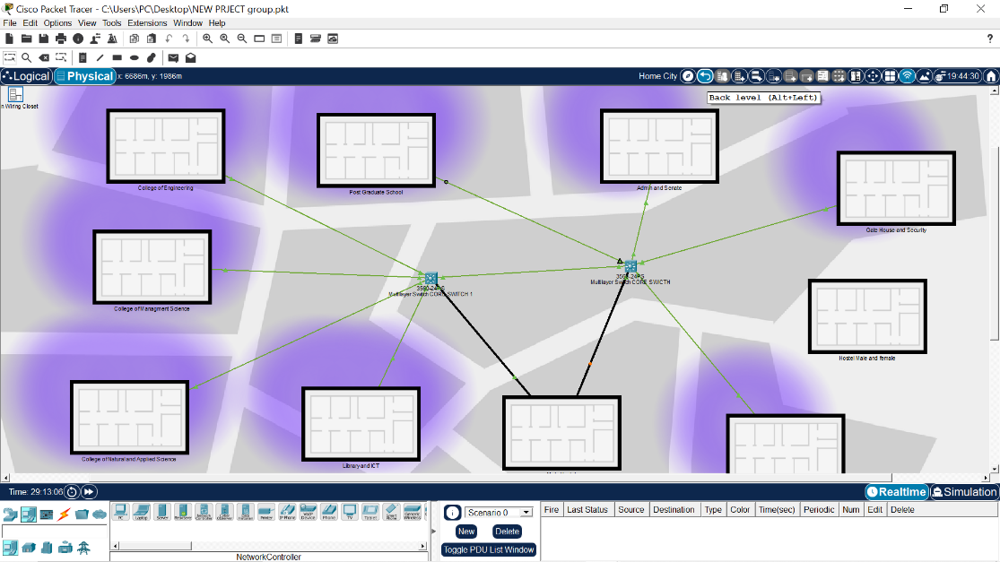 Cisco Packet Tracer - C:\Users\PC\Desktop\NEW PRJECT group.pkt
File Edit Options View Tools Extensions Window Help
?
Logical Physical x: 6686m, y: 1986m Home City 19:44:30
Back level (Alt+Left)
n Wiring Closet
College of Engineering
Post Graduate School
Admin and Senate
Gate House and Security
3560-24PS
Multilayer Switch CORE SWICTH
3560-24PS
Multilayer Switch CORE SWITCH 1
College of Managment Science
Hostel Male and female
College of Natural and Applied Science
Library and ICT
Time: 29:13:06
Realtime Simulation
PC Laptop Server Printer IP Phone VoIP Device Phone TV Tablet
NetworkController
Scenario 0
New Delete
Toggle PDU List Window
Fire Last Status Source Destination Type Color Time(sec) Periodic Num Edit Delete